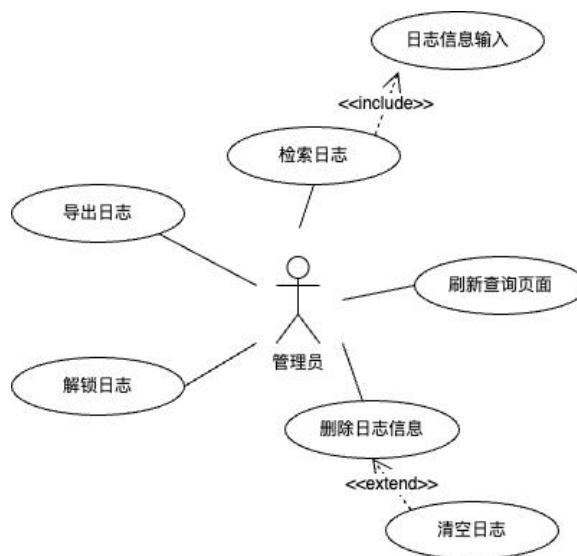 日志信息输入
<<include>>
检索日志
导出日志
刷新查询页面
管理员
解锁日志
删除日志信息
<<extend>>
清空日志